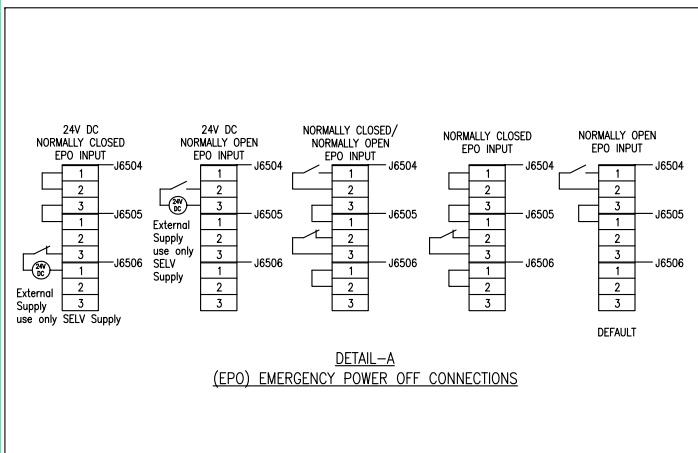 24V DC
NORMALLY CLOSED
EPO INPUT
J6504
1
2
3
J6505
1
2
3
J6506
1
2
3
24V
DC
External
Supply
use only SELV Supply
24V DC
NORMALLY OPEN
EPO INPUT
J6504
1
2
3
J6505
1
2
3
J6506
1
2
3
24V
DC
External
Supply
use only
SELV
Supply
NORMALLY CLOSED/
NORMALLY OPEN
EPO INPUT
J6504
1
2
3
J6505
1
2
3
J6506
1
2
3
NORMALLY CLOSED
EPO INPUT
J6504
1
2
3
J6505
1
2
3
J6506
1
2
3
NORMALLY OPEN
EPO INPUT
J6504
1
2
3
J6505
1
2
3
J6506
1
2
3
DEFAULT
DETAIL-A
(EPO) EMERGENCY POWER OFF CONNECTIONS